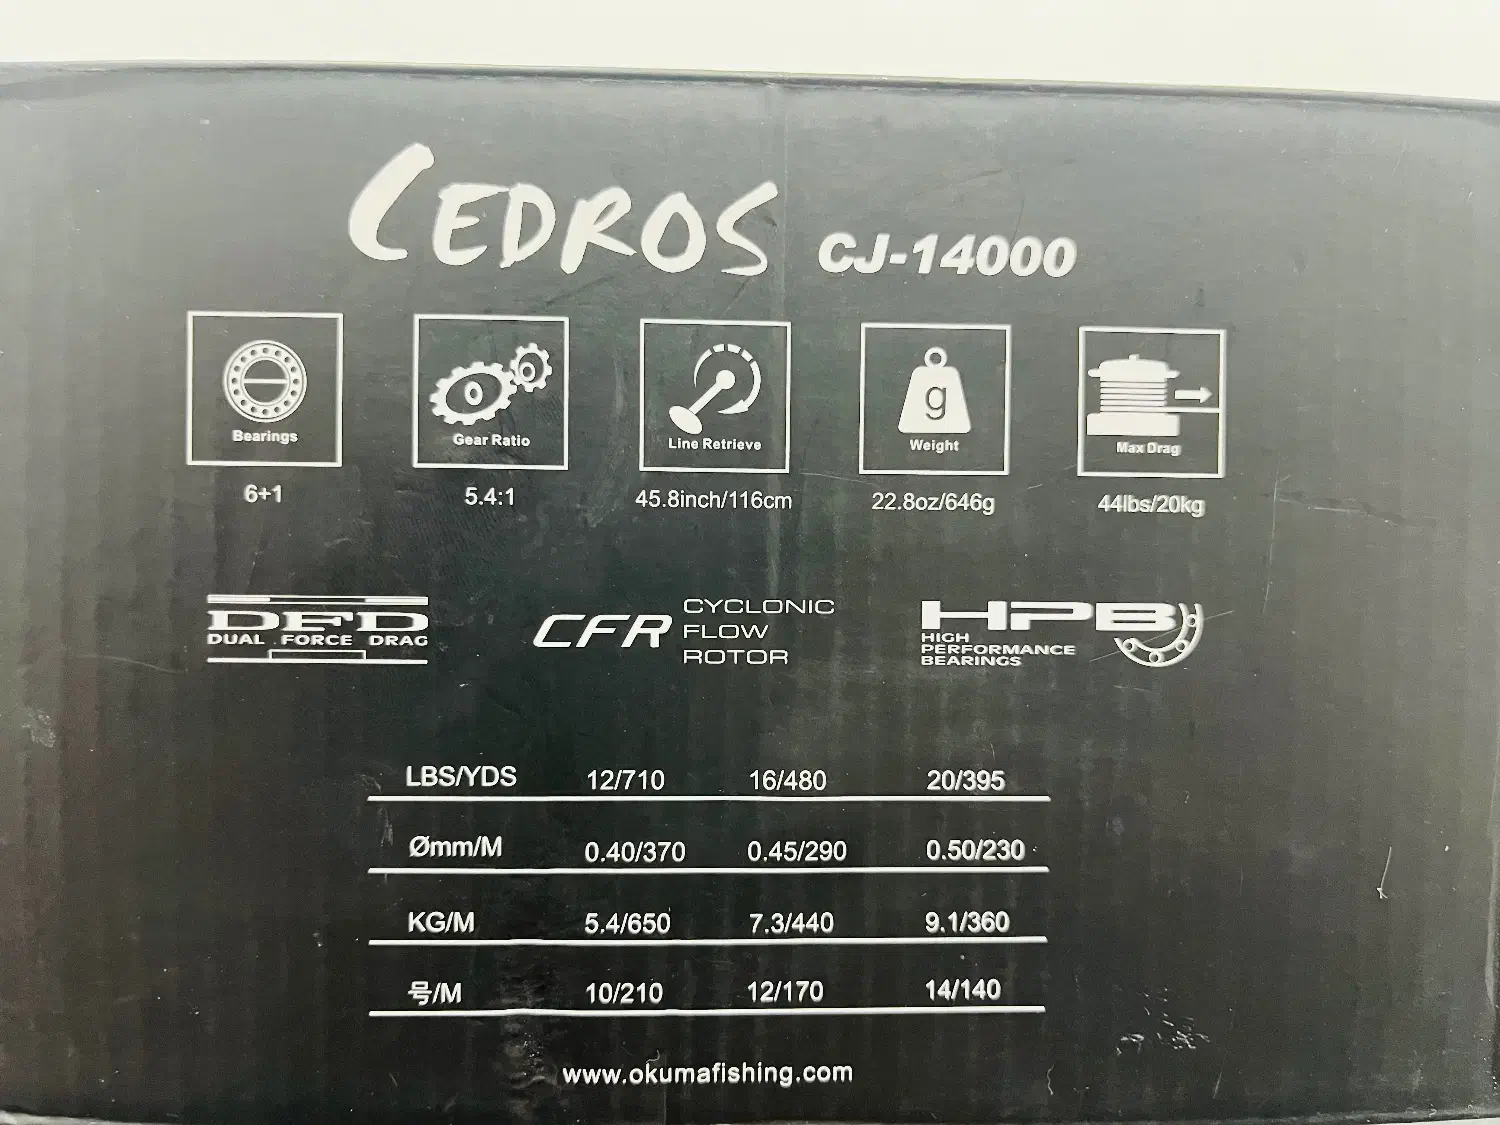 CEDROS CJ-14000
Bearings Gear Ratio Line Retrieve g Weight Max Drag
6+1 5.4:1 45.8inch/116cm 22.8oz/646g 44lbs/20kg
DFD
DUAL FORCE DRAG
CFR CYCLONIC
FLOW
ROTOR
HPB
HIGH
PERFORMANCE
BEARINGS
LBS/YDS 12/710 16/480 20/395
Ømm/M 0.40/370 0.45/290 0.50/230
KG/M 5.4/650 7.3/440 9.1/360
号/M 10/210 12/170 14/140
www.okumafishing.com